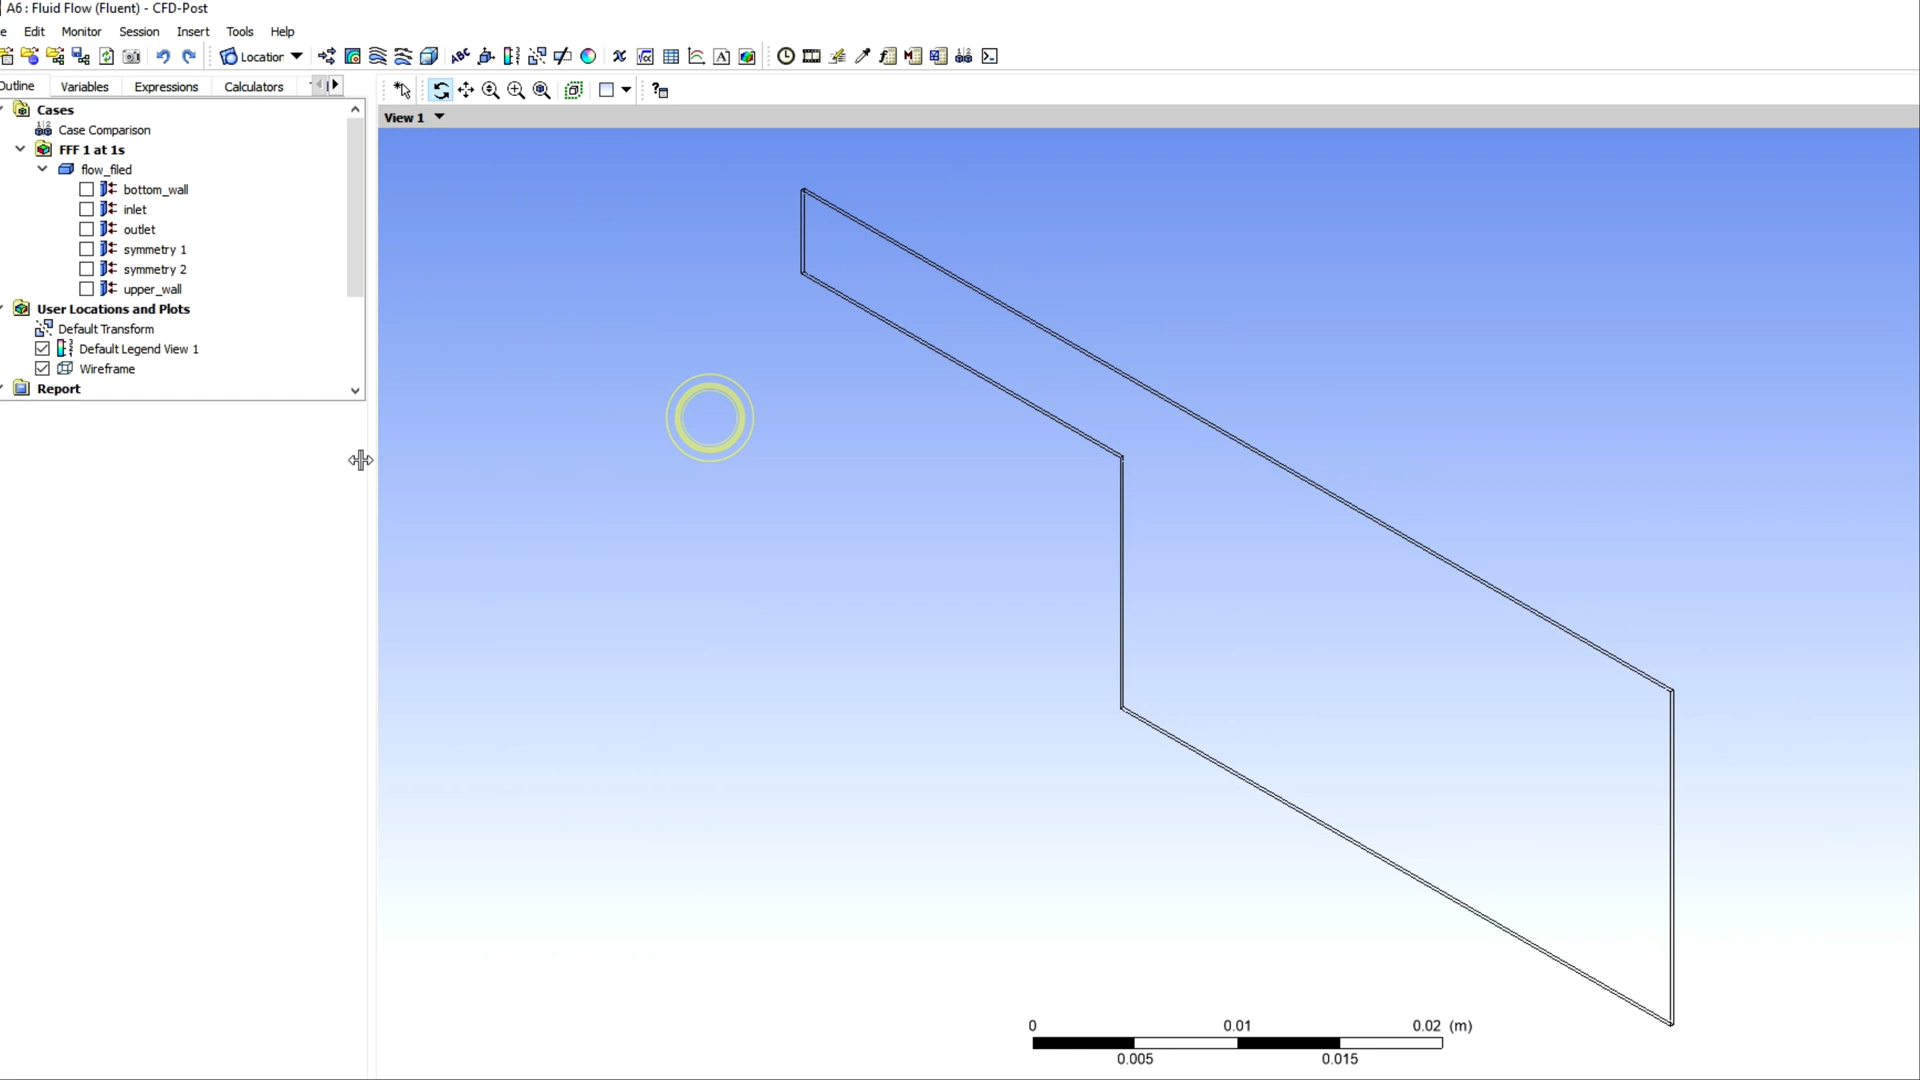 A6 : Fluid Flow (Fluent) - CFD-Post
e Edit Monitor Session Insert Tools Help
Location
ABC
Outline Variables Expressions Calculators
View 1
Cases
Case Comparison
FFF 1 at 1s
flow_filed
bottom_wall
inlet
outlet
symmetry 1
symmetry 2
upper_wall
User Locations and Plots
Default Transform
Default Legend View 1
Wireframe
Report
0 0.01 0.02 (m)
0.005 0.015